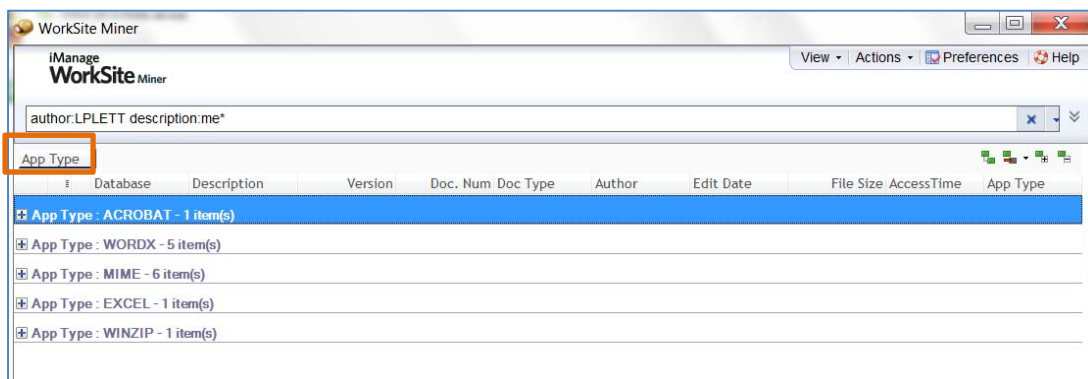 WorkSite Miner
iManage
WorkSite Miner
View Actions Preferences Help
author:LPLETT description:me*
App Type
Database Description Version Doc. Num Doc Type Author Edit Date File Size AccessTime App Type
App Type : ACROBAT - 1 item(s)
App Type : WORDX - 5 item(s)
App Type : MIME - 6 item(s)
App Type : EXCEL - 1 item(s)
App Type : WINZIP - 1 item(s)